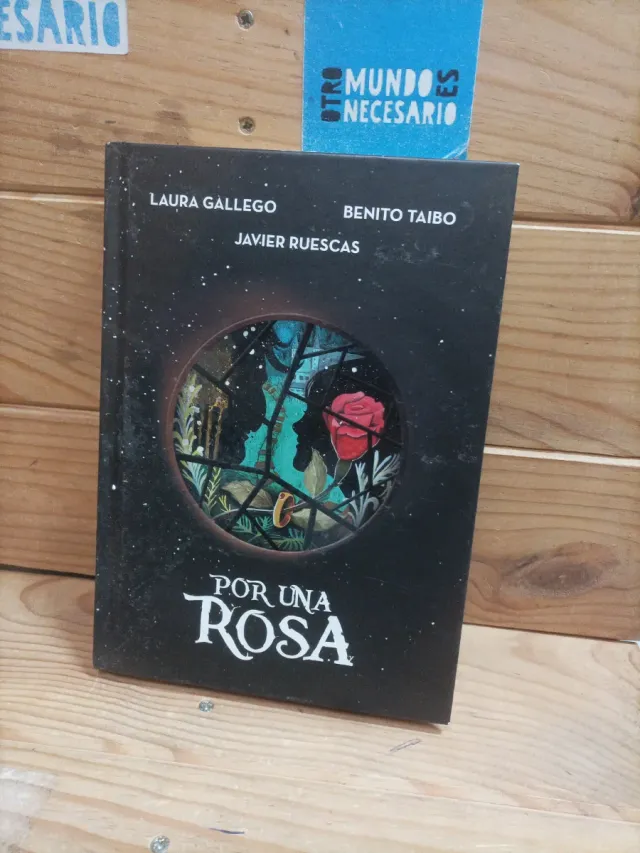 ESARIO
OTRO MUNDO ES
NECESARIO
LAURA GALLEGO
BENITO TAIBO
JAVIER RUESCAS
POR UNA
ROSA